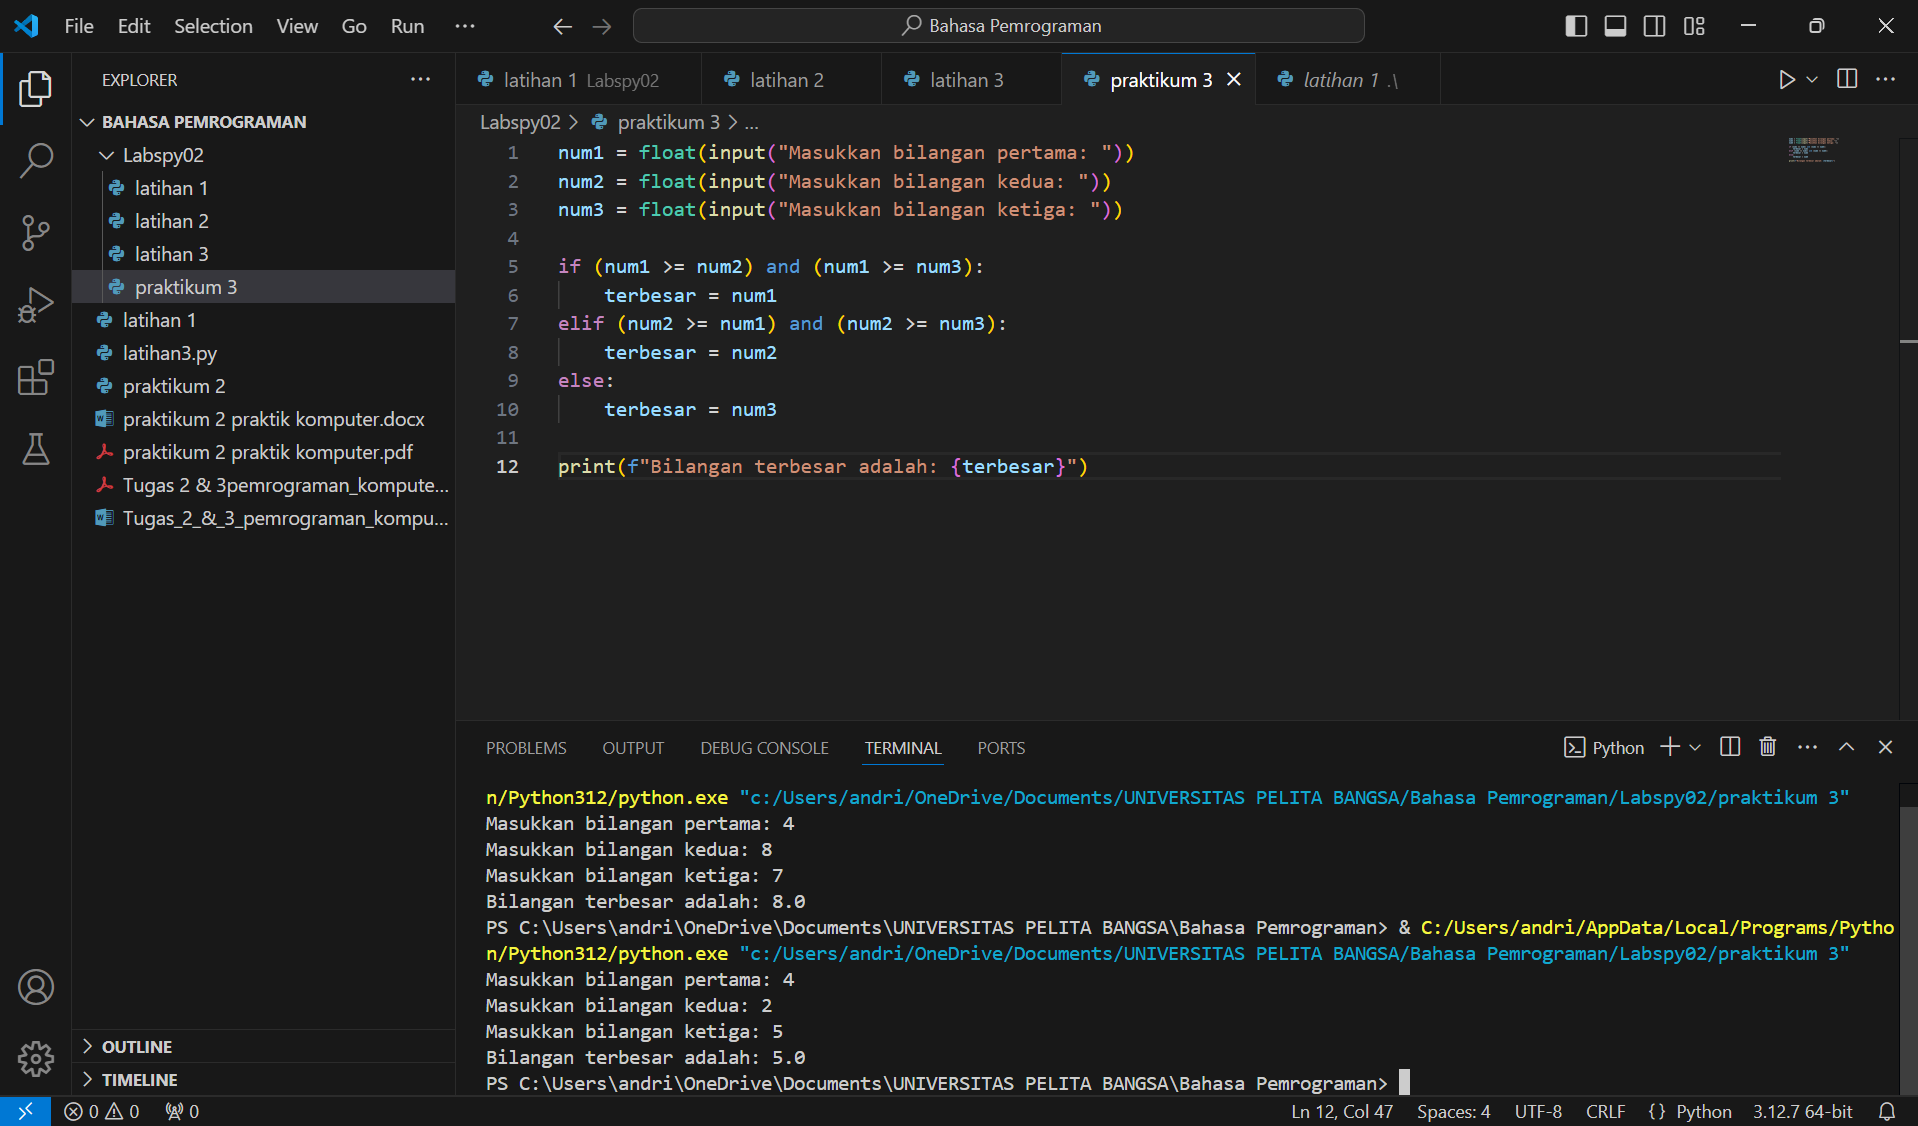 File Edit Selection View Go Run ...
Bahasa Pemrograman
EXPLORER ...
BAHASA PEMROGRAMAN
Labspy02
latihan 1
latihan 2
latihan 3
praktikum 3
latihan 1
latihan3.py
praktikum 2
praktikum 2 praktik komputer.docx
praktikum 2 praktik komputer.pdf
Tugas 2 & 3pemrograman_kompute...
Tugas_2_&_3_pemrograman_kompu...
OUTLINE
TIMELINE
latihan 1 Labspy02 latihan 2 latihan 3 praktikum 3 latihan 1 .\
Labspy02 > praktikum 3 > ...
1 num1 = float(input("Masukkan bilangan pertama: "))
2 num2 = float(input("Masukkan bilangan kedua: "))
3 num3 = float(input("Masukkan bilangan ketiga: "))
4
5 if (num1 >= num2) and (num1 >= num3):
6 terbesar = num1
7 elif (num2 >= num1) and (num2 >= num3):
8 terbesar = num2
9 else:
10 terbesar = num3
11
12 print(f"Bilangan terbesar adalah: {terbesar}")
PROBLEMS OUTPUT DEBUG CONSOLE TERMINAL PORTS
Python
n/Python312/python.exe "c:/Users/andri/OneDrive/Documents/UNIVERSITAS PELITA BANGSA/Bahasa Pemrograman/Labspy02/praktikum 3"
Masukkan bilangan pertama: 4
Masukkan bilangan kedua: 8
Masukkan bilangan ketiga: 7
Bilangan terbesar adalah: 8.0
PS C:\Users\andri\OneDrive\Documents\UNIVERSITAS PELITA BANGSA\Bahasa Pemrograman> & C:/Users/andri/AppData/Local/Programs/Pytho
n/Python312/python.exe "c:/Users/andri/OneDrive/Documents/UNIVERSITAS PELITA BANGSA/Bahasa Pemrograman/Labspy02/praktikum 3"
Masukkan bilangan pertama: 4
Masukkan bilangan kedua: 2
Masukkan bilangan ketiga: 5
Bilangan terbesar adalah: 5.0
PS C:\Users\andri\OneDrive\Documents\UNIVERSITAS PELITA BANGSA\Bahasa Pemrograman>
0 0 0
Ln 12, Col 47 Spaces: 4 UTF-8 CRLF {} Python 3.12.7 64-bit